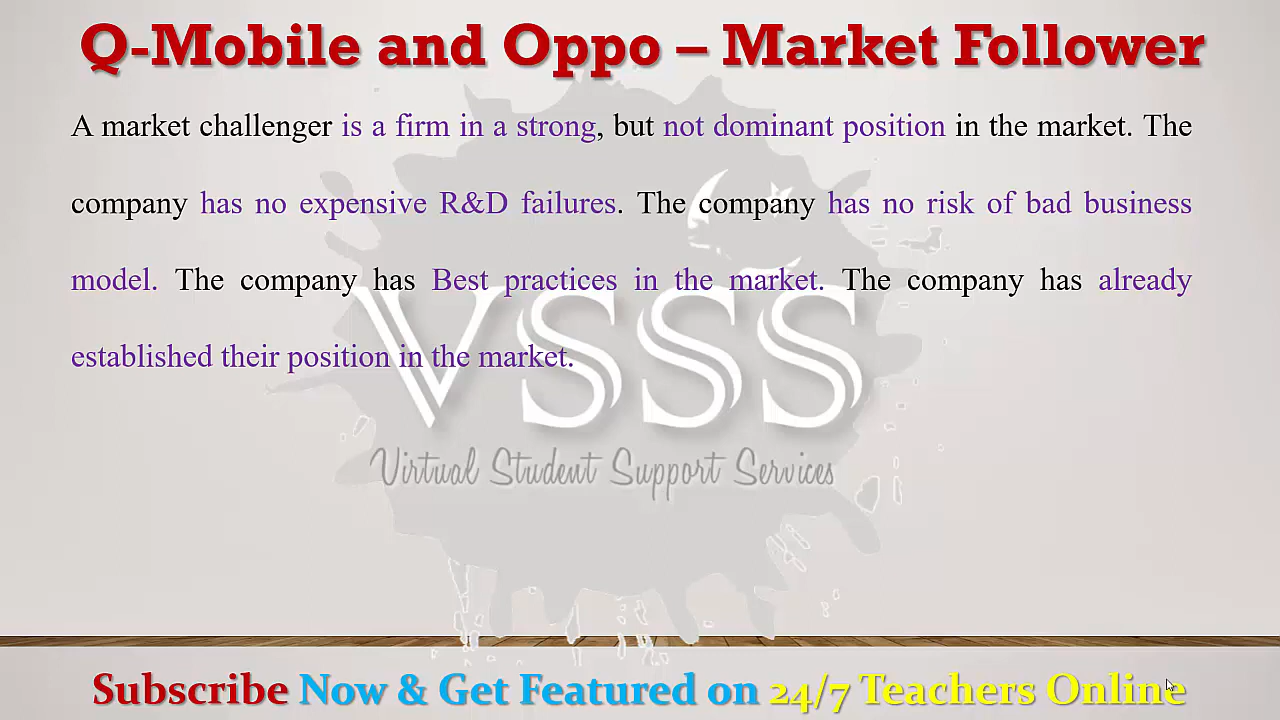 Q-Mobile and Oppo – Market Follower
A market challenger is a firm in a strong, but not dominant position in the market. The
company has no expensive R&D failures. The company has no risk of bad business
model. The company has Best practices in the market. The company has already
established their position in the market.
VSSS
Virtual Student Support Services
Subscribe Now & Get Featured on 24/7 Teachers Online